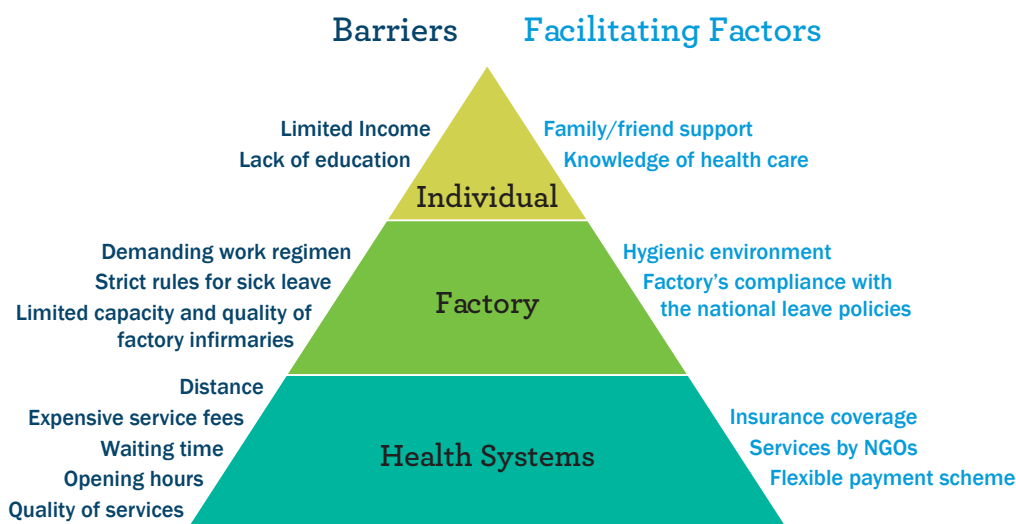 Barriers
Facilitating Factors
Limited Income
Lack of education
Family/friend support
Knowledge of health care
Individual
Demanding work regimen
Strict rules for sick leave
Limited capacity and quality of
factory infirmaries
Factory
Hygienic environment
Factory’s compliance with
the national leave policies
Distance
Expensive service fees
Waiting time
Opening hours
Quality of services
Health Systems
Insurance coverage
Services by NGOs
Flexible payment scheme